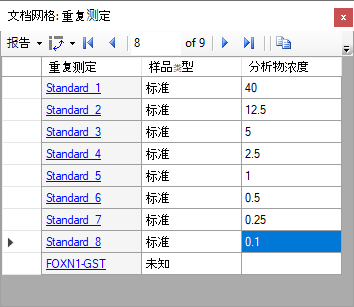 文档网格: 重复测定
报告 8 of 9
重复测定 样品类型 分析物浓度
Standard_1 标准 40
Standard_2 标准 12.5
Standard_3 标准 5
Standard_4 标准 2.5
Standard_5 标准 1
Standard_6 标准 0.5
Standard_7 标准 0.25
Standard_8 标准 0.1
FOXN1-GST 未知